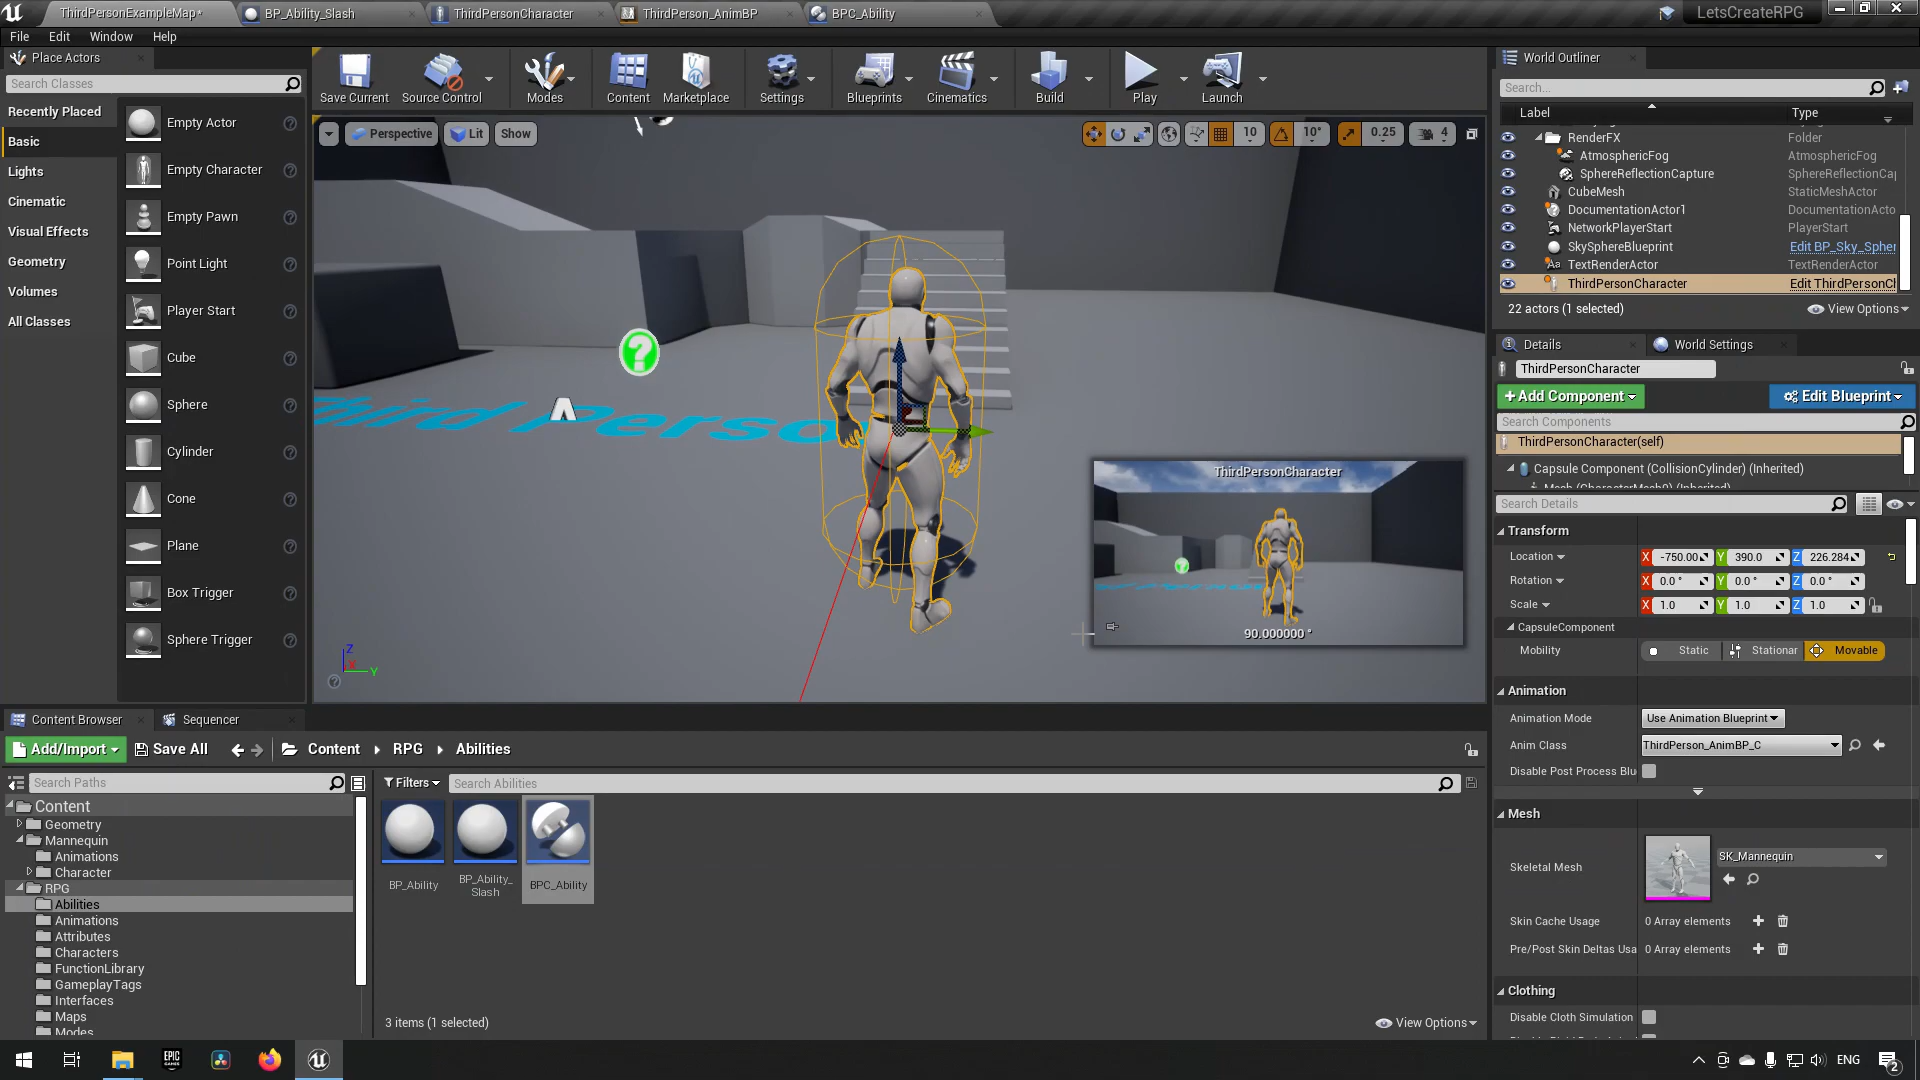 ThirdPersonExampleMap*
BP_Ability_Slash
ThirdPersonCharacter
ThirdPerson_AnimBP
BPC_Ability
LetsCreateRPG
File
Edit
Window
Help
Place Actors
Search Classes
Recently Placed
Basic
Lights
Cinematic
Visual Effects
Geometry
Volumes
All Classes
Empty Actor
Empty Character
Empty Pawn
Point Light
Player Start
Cube
Sphere
Cylinder
Cone
Plane
Box Trigger
Sphere Trigger
Save Current
Source Control
Modes
Content
Marketplace
Settings
Blueprints
Cinematics
Build
Play
Launch
Perspective
Lit
Show
10
10°
0.25
4
hird Perso
ThirdPersonCharacter
90.000000 °
Z
X
Y
World Outliner
Search...
Label
Type
RenderFX
Folder
AtmosphericFog
AtmosphericFog
SphereReflectionCapture
SphereReflectionCap
CubeMesh
StaticMeshActor
DocumentationActor1
DocumentationActo
NetworkPlayerStart
PlayerStart
SkySphereBlueprint
Edit BP_Sky_Spher
TextRenderActor
TextRenderActor
ThirdPersonCharacter
Edit ThirdPersonCh
22 actors (1 selected)
View Options
Details
World Settings
ThirdPersonCharacter
+ Add Component
Edit Blueprint
Search Components
ThirdPersonCharacter(self)
Capsule Component (CollisionCylinder) (Inherited)
Mesh (CharacterMesh0) (Inherited)
Search Details
Transform
Location
X -750.00 Y 390.0 Z 226.284
Rotation
X 0.0 ° Y 0.0 ° Z 0.0 °
Scale
X 1.0 Y 1.0 Z 1.0
CapsuleComponent
Mobility
Static
Stationar
Movable
Animation
Animation Mode
Use Animation Blueprint
Anim Class
ThirdPerson_AnimBP_C
Disable Post Process Blu
Mesh
Skeletal Mesh
SK_Mannequin
Skin Cache Usage
0 Array elements
Pre/Post Skin Deltas Usa
0 Array elements
Clothing
Disable Cloth Simulation
Content Browser
Sequencer
Add/Import
Save All
Content
RPG
Abilities
Search Paths
Filters
Search Abilities
Content
Geometry
Mannequin
Animations
Character
RPG
Abilities
Animations
Attributes
Characters
FunctionLibrary
GameplayTags
Interfaces
Maps
Modes
BP_Ability
BP_Ability_
Slash
BPC_Ability
3 items (1 selected)
View Options
EPIC
GAMES
ENG
2